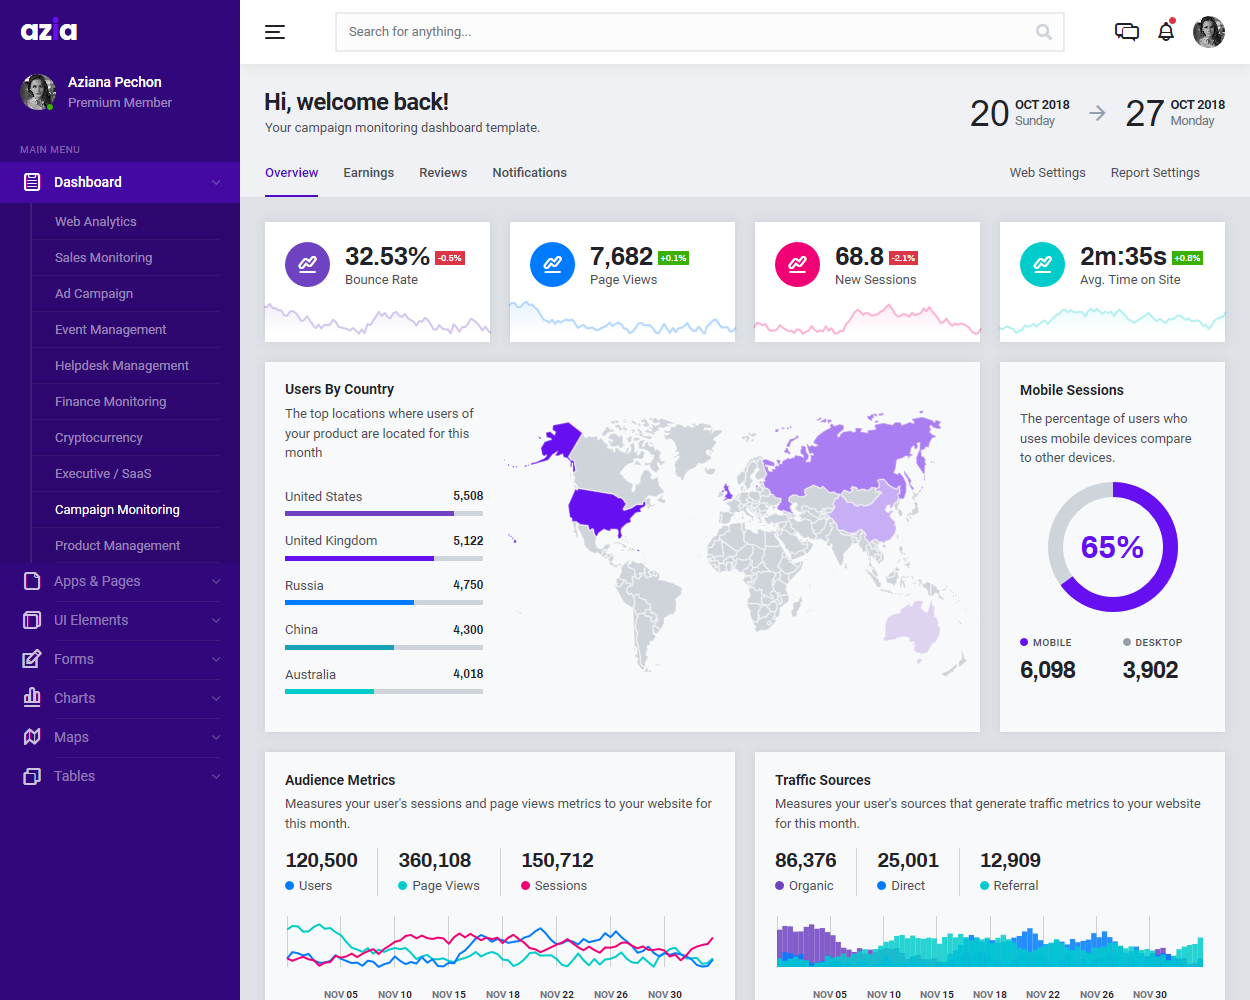 azia
Aziana Pechon
Premium Member
MAIN MENU
Dashboard
Web Analytics
Sales Monitoring
Ad Campaign
Event Management
Helpdesk Management
Finance Monitoring
Cryptocurrency
Executive / SaaS
Campaign Monitoring
Product Management
Apps & Pages
UI Elements
Forms
Charts
Maps
Tables
Search for anything...
Hi, welcome back!
Your campaign monitoring dashboard template.
20 OCT 2018 Sunday
27 OCT 2018 Monday
Overview Earnings Reviews Notifications
Web Settings Report Settings
32.53% -0.5%
Bounce Rate
7,682 +0.1%
Page Views
68.8 -2.1%
New Sessions
2m:35s +0.8%
Avg. Time on Site
Users By Country
The top locations where users of
your product are located for this
month
United States 5,508
United Kingdom 5,122
Russia 4,750
China 4,300
Australia 4,018
Mobile Sessions
The percentage of users who
uses mobile devices compare
to other devices.
65%
MOBILE DESKTOP
6,098 3,902
Audience Metrics
Measures your user's sessions and page views metrics to your website for
this month.
120,500 360,108 150,712
Users Page Views Sessions
NOV 05 NOV 10 NOV 15 NOV 18 NOV 22 NOV 26 NOV 30
Traffic Sources
Measures your user's sources that generate traffic metrics to your website
for this month.
86,376 25,001 12,909
Organic Direct Referral
NOV 05 NOV 10 NOV 15 NOV 18 NOV 22 NOV 26 NOV 30